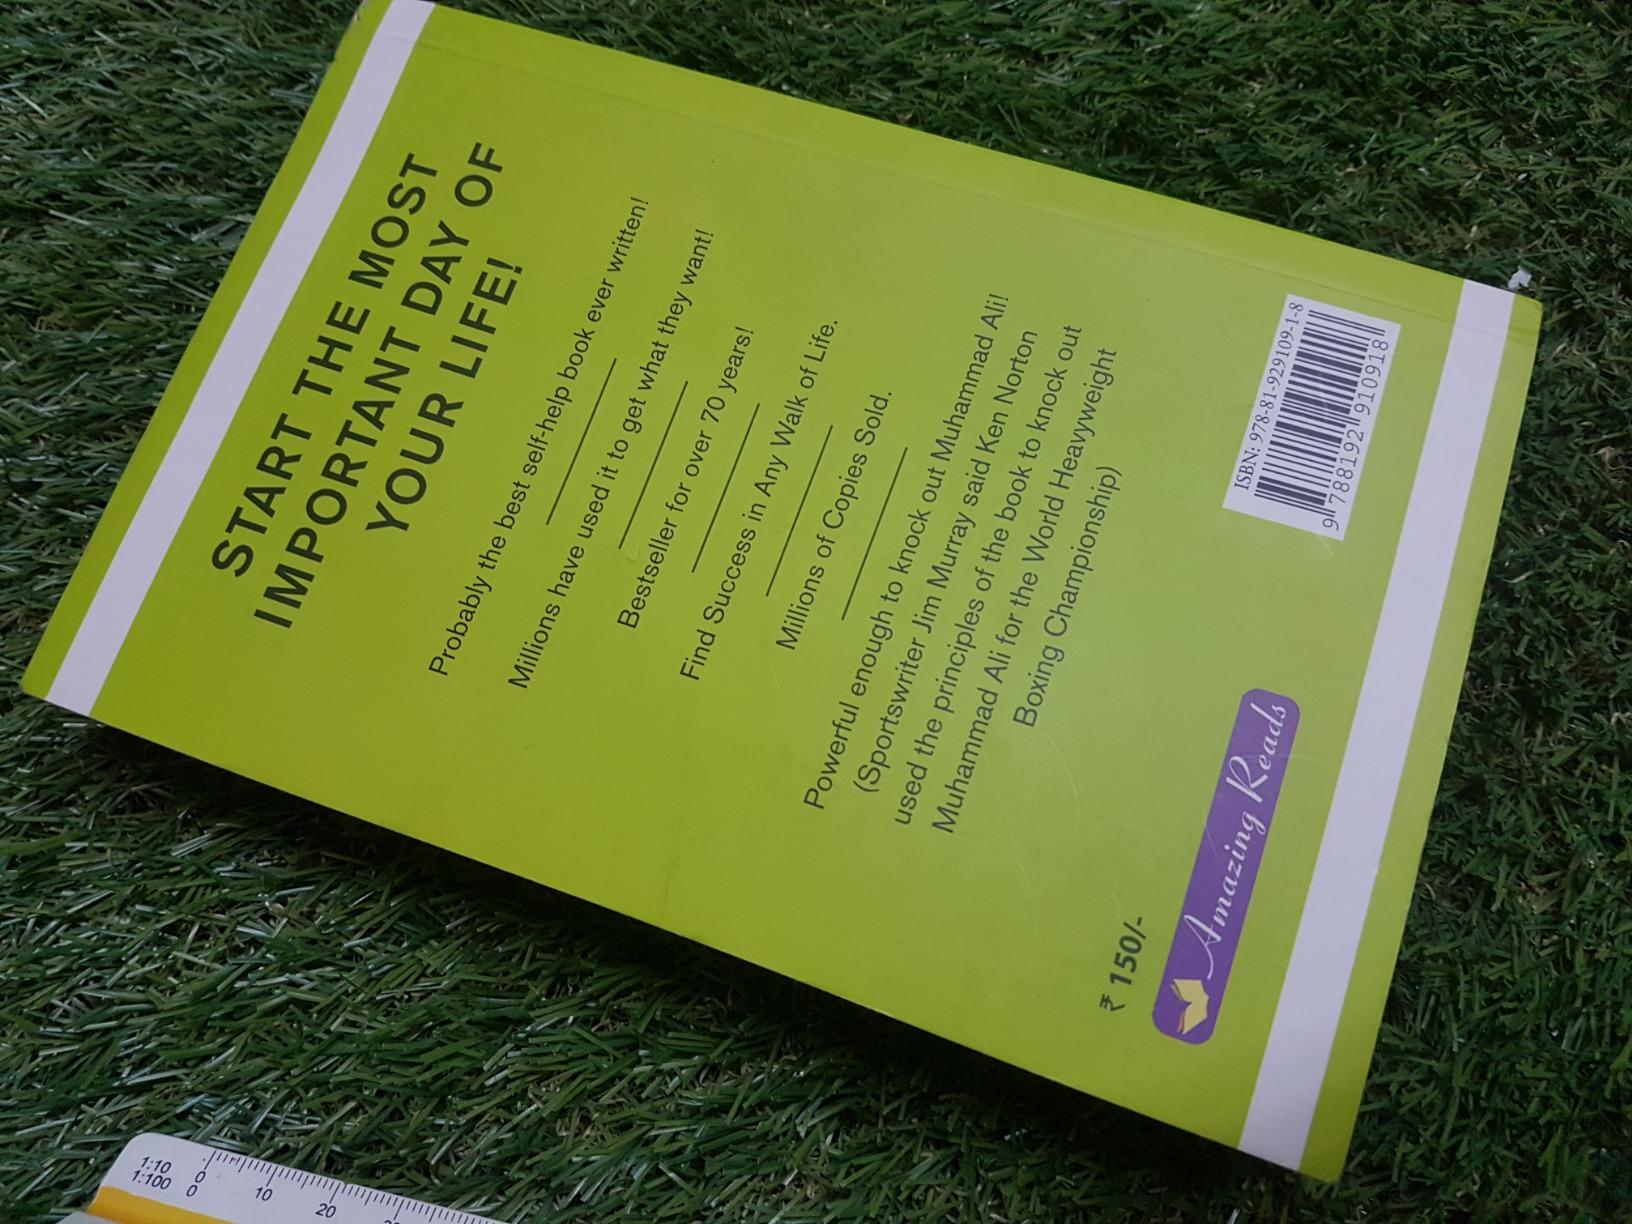 START THE MOST
IMPORTANT DAY OF
YOUR LIFE!
Probably the best self-help book ever written!
Millions have used it to get what they want!
Bestseller for over 70 years!
Find Success in Any Walk of Life.
Millions of Copies Sold.
Powerful enough to knock out Muhammad Ali!
(Sportswriter Jim Murray said Ken Norton
used the principles of the book to knock out
Muhammad Ali for the World Heavyweight
Boxing Championship)
₹ 150/-
Amazing Reads
ISBN: 978-81-929109-1-8
9 788192 910918
1:10 0
1:100 0 10 20